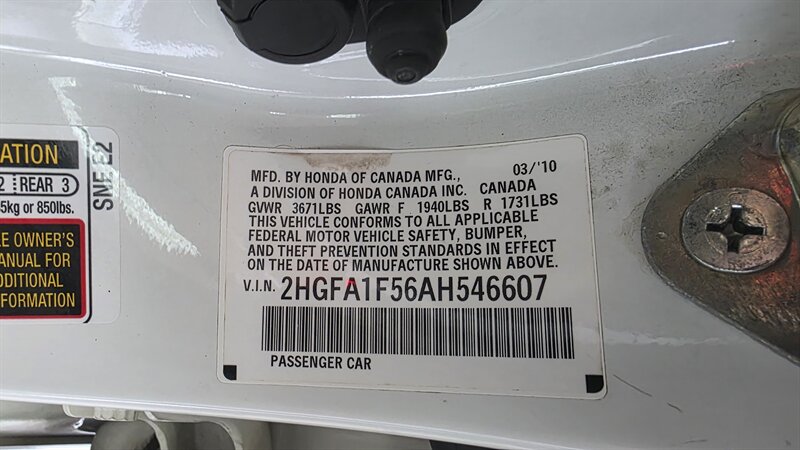 ATION
2 REAR 3
5kg or 850lbs.
E OWNER'S
ANUAL FOR
DDITIONAL
FORMATION
SNE E2
MFD. BY HONDA OF CANADA MFG., 03/'10
A DIVISION OF HONDA CANADA INC. CANADA
GVWR 3671LBS GAWR F 1940LBS R 1731LBS
THIS VEHICLE CONFORMS TO ALL APPLICABLE
FEDERAL MOTOR VEHICLE SAFETY, BUMPER,
AND THEFT PREVENTION STANDARDS IN EFFECT
ON THE DATE OF MANUFACTURE SHOWN ABOVE.
V.I.N. 2HGFA1F56AH546607
PASSENGER CAR